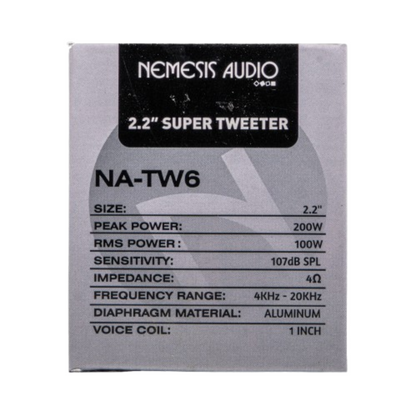 NEMESIS AUDIO
2.2" SUPER TWEETER
NA-TW6
SIZE: 2.2"
PEAK POWER: 200W
RMS POWER : 100W
SENSITIVITY: 107dB SPL
IMPEDANCE: 4Ω
FREQUENCY RANGE: 4KHz - 20KHz
DIAPHRAGM MATERIAL: ALUMINUM
VOICE COIL: 1 INCH